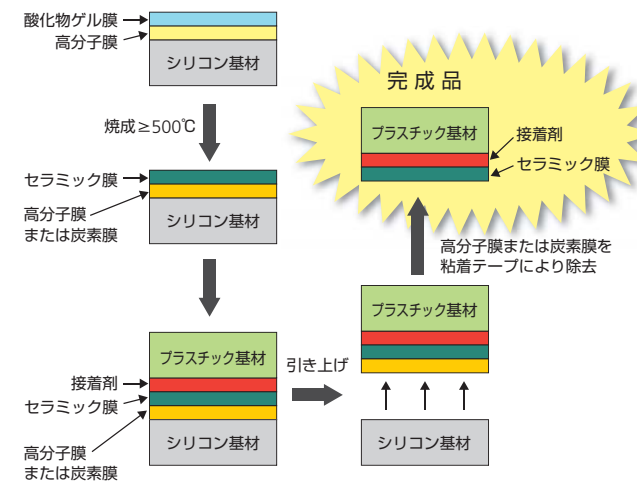 酸化物ゲル膜
高分子膜
シリコン基材
焼成≧500℃
セラミック膜
高分子膜
または炭素膜
シリコン基材
プラスチック基材
接着剤
セラミック膜
高分子膜
または炭素膜
シリコン基材
引き上げ
プラスチック基材
シリコン基材
高分子膜または炭素膜を
粘着テープにより除去
完成品
プラスチック基材
接着剤
セラミック膜